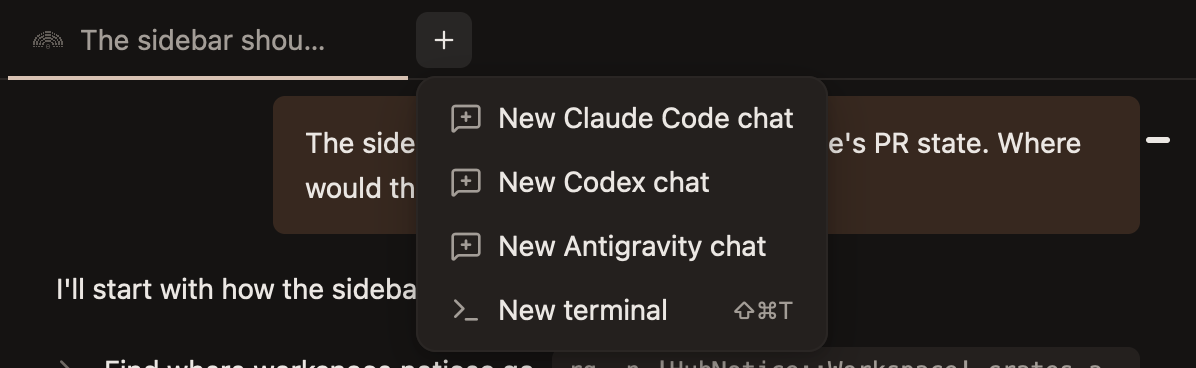 The sidebar shou...
+
New Claude Code chat
New Codex chat
New Antigravity chat
New terminal ⇧⌘T
The side
e's PR state. Where
would th
I'll start with how the sideba